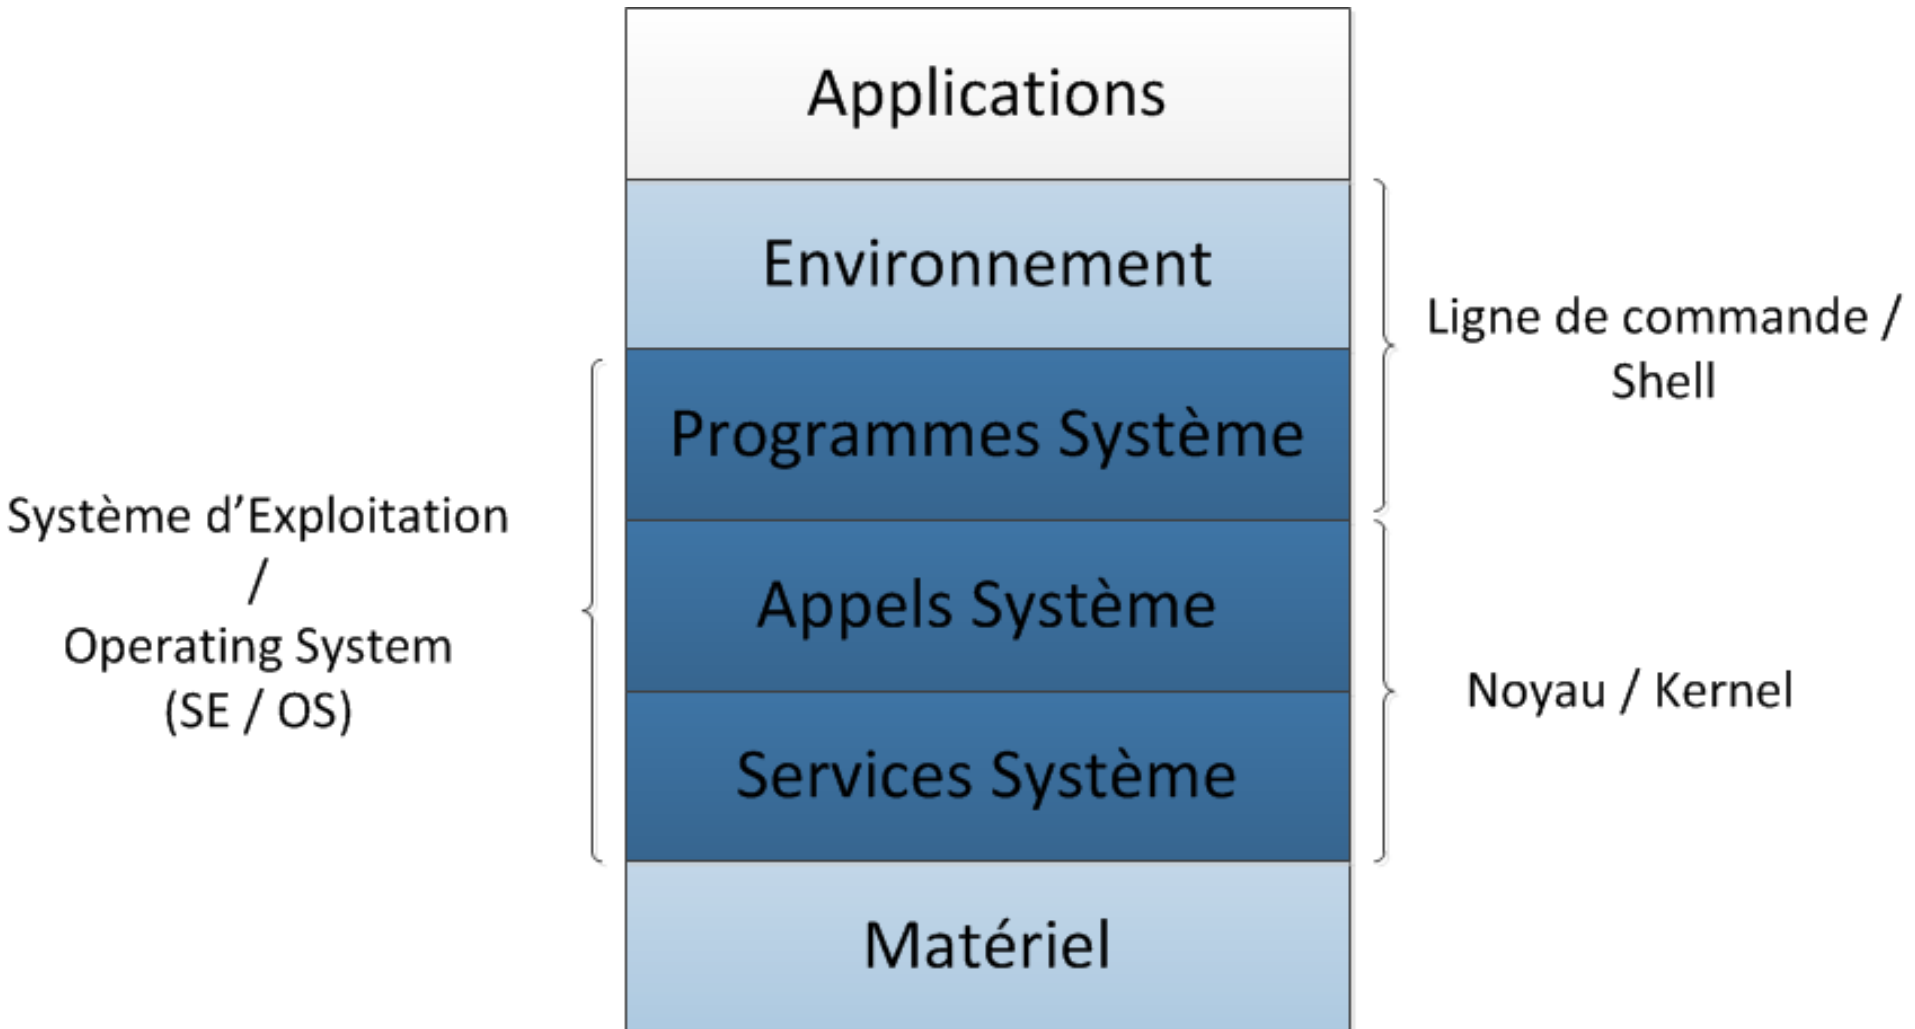 Applications
Environnement
Ligne de commande /
Shell
Programmes Système
Système d’Exploitation
/
Operating System
(SE / OS)
Appels Système
Noyau / Kernel
Services Système
Matériel